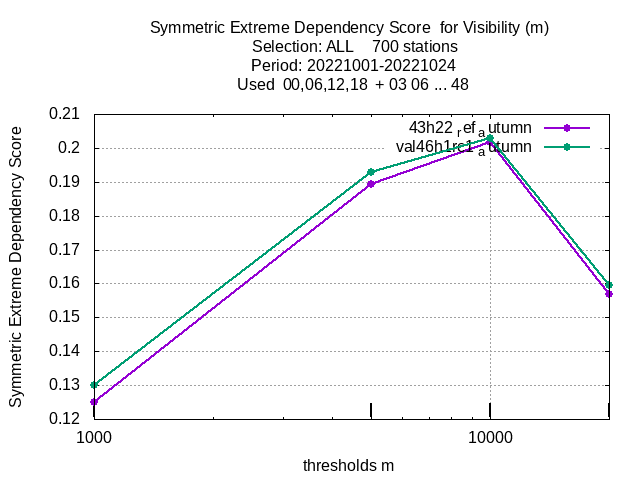 Symmetric Extreme Dependency Score for Visibility (m)
Selection: ALL 700 stations
Period: 20221001-20221024
Used 00,06,12,18 + 03 06 ... 48
43h22 ref autumn
val46h1rc1 autumn
Symmetric Extreme Dependency Score
0.21
0.2
0.19
0.18
0.17
0.16
0.15
0.14
0.13
0.12
1000
10000
thresholds m